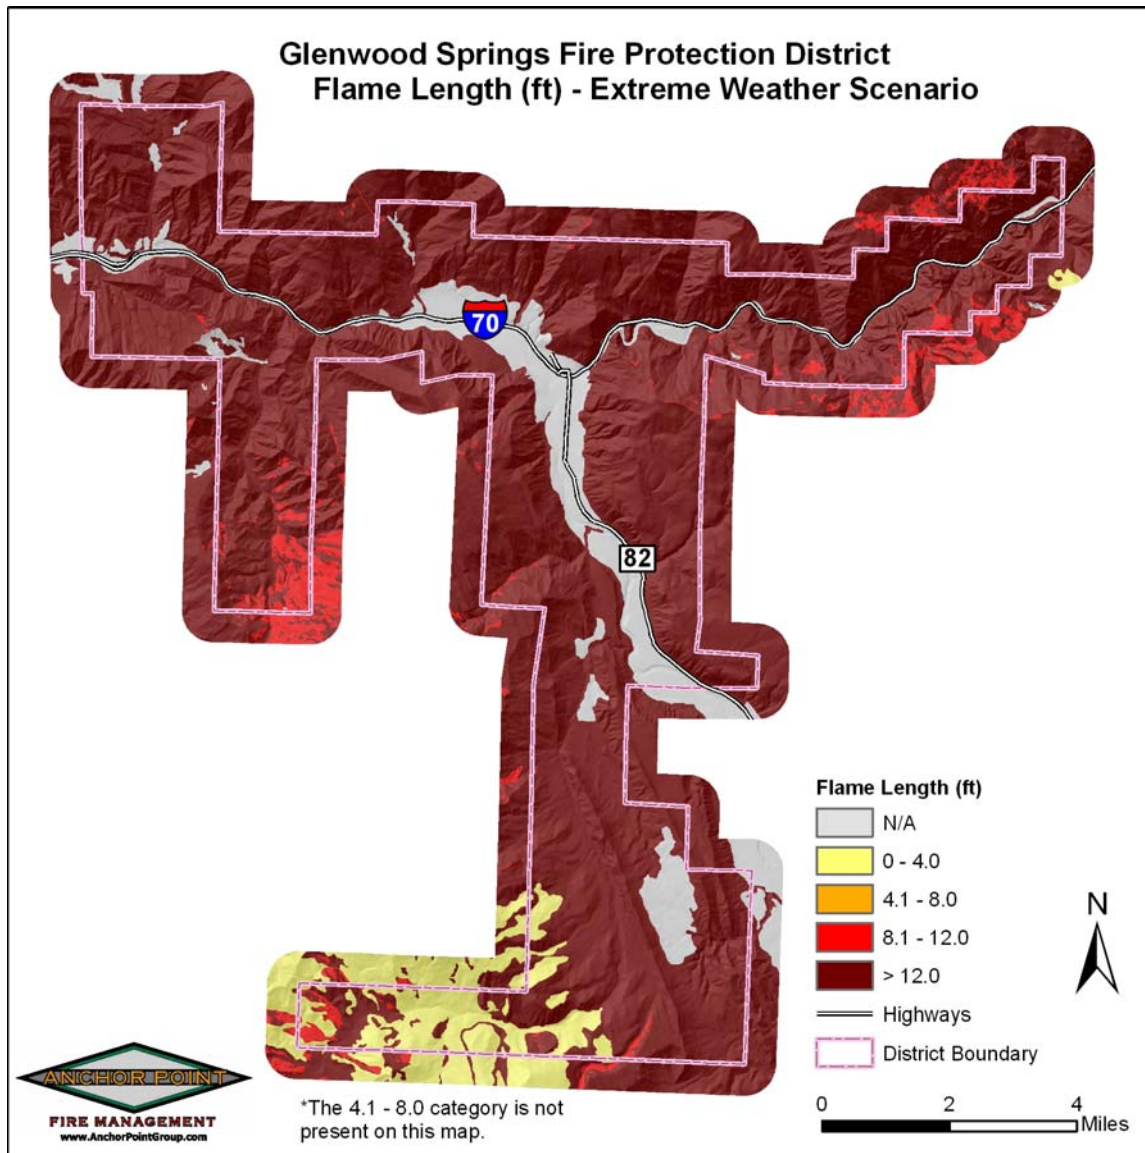 Glenwood Springs Fire Protection District
Flame Length (ft) - Extreme Weather Scenario
70
82
Flame Length (ft)
N/A
0 - 4.0
4.1 - 8.0
8.1 - 12.0
> 12.0
Highways
District Boundary
N
0 2 4
Miles
*The 4.1 - 8.0 category is not
present on this map.
ANCHOR POINT
FIRE MANAGEMENT
www.AnchorPointGroup.com